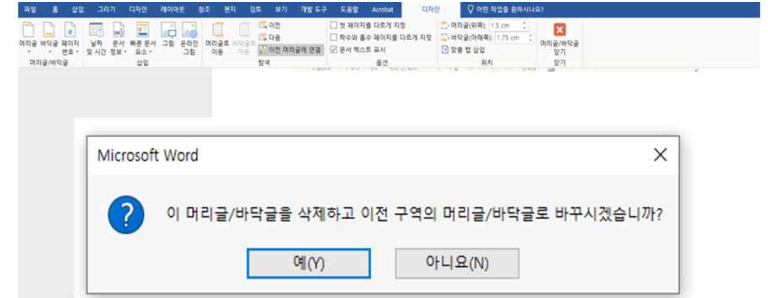 파일 홈 삽입 그리기 디자인 레이아웃 참조 편지 검토 보기 개발 도구 도움말 Acrobat 디자인 어떤 작업을 원하시나요?
이전 첫 페이지를 다르게 지정 머리글(위쪽): 1.5 cm
다음 짝수와 홀수 페이지를 다르게 지정 바닥글(아래쪽): 1.75 cm
이전 머리글에 연결 문서 텍스트 표시 맞춤 탭 삽입
머리글 바닥글 페이지 번호 날짜 및 시간 문서 정보 빠른 문서 요소 그림 온라인 그림 머리글로 이동 바닥글로 이동 머리글/바닥글 닫기
머리글/바닥글 삽입 탐색 옵션 위치 닫기
Microsoft Word
이 머리글/바닥글을 삭제하고 이전 구역의 머리글/바닥글로 바꾸시겠습니까?
예(Y) 아니요(N)